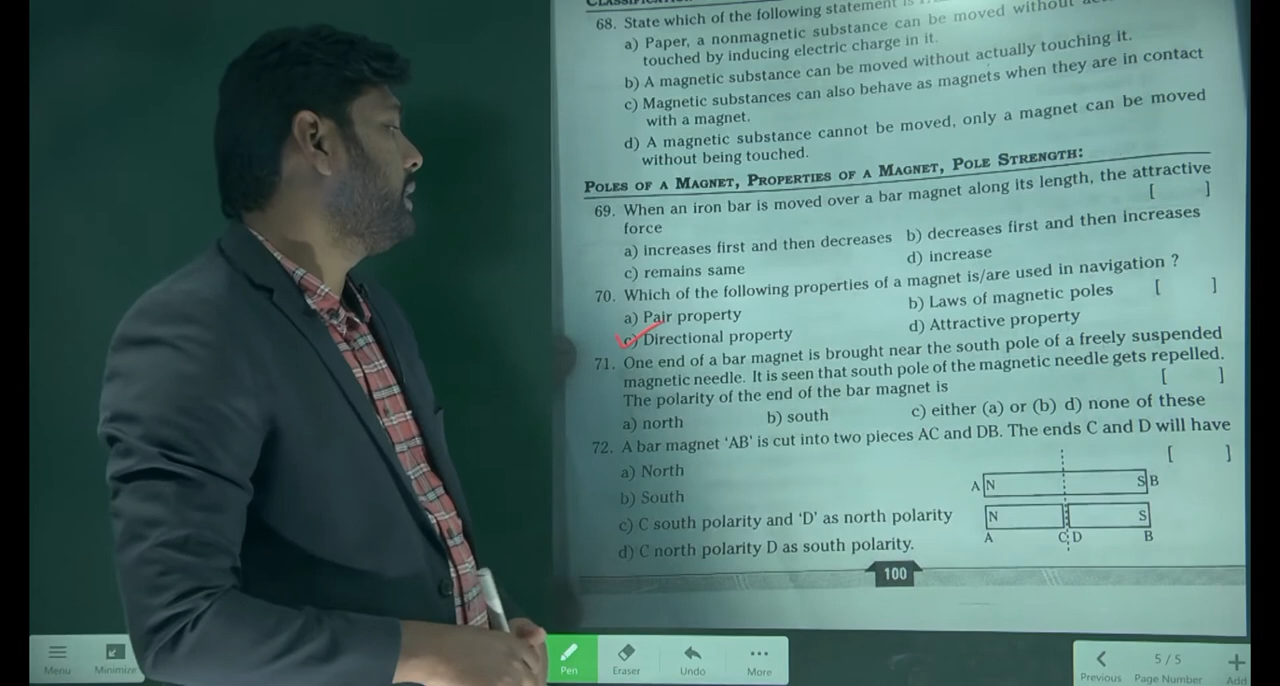 68. State which of the following statement is
a) Paper, a nonmagnetic substance can be moved without
touched by inducing electric charge in it.
b) A magnetic substance can be moved without actually touching it.
c) Magnetic substances can also behave as magnets when they are in contact
with a magnet.
d) A magnetic substance cannot be moved, only a magnet can be moved
without being touched.
POLES OF A MAGNET, PROPERTIES OF A MAGNET, POLE STRENGTH:
69. When an iron bar is moved over a bar magnet along its length, the attractive
force [ ]
a) increases first and then decreases b) decreases first and then increases
c) remains same d) increase
70. Which of the following properties of a magnet is/are used in navigation ?
a) Pair property b) Laws of magnetic poles [ ]
c) Directional property d) Attractive property
71. One end of a bar magnet is brought near the south pole of a freely suspended
magnetic needle. It is seen that south pole of the magnetic needle gets repelled.
The polarity of the end of the bar magnet is [ ]
a) north b) south c) either (a) or (b) d) none of these
72. A bar magnet 'AB' is cut into two pieces AC and DB. The ends C and D will have
[ ]
a) North
b) South
c) C south polarity and 'D' as north polarity
d) C north polarity D as south polarity.
A N S B
N S
A C D B
100
Menu Minimize Pen Eraser Undo More Previous 5 / 5 Page Number Add